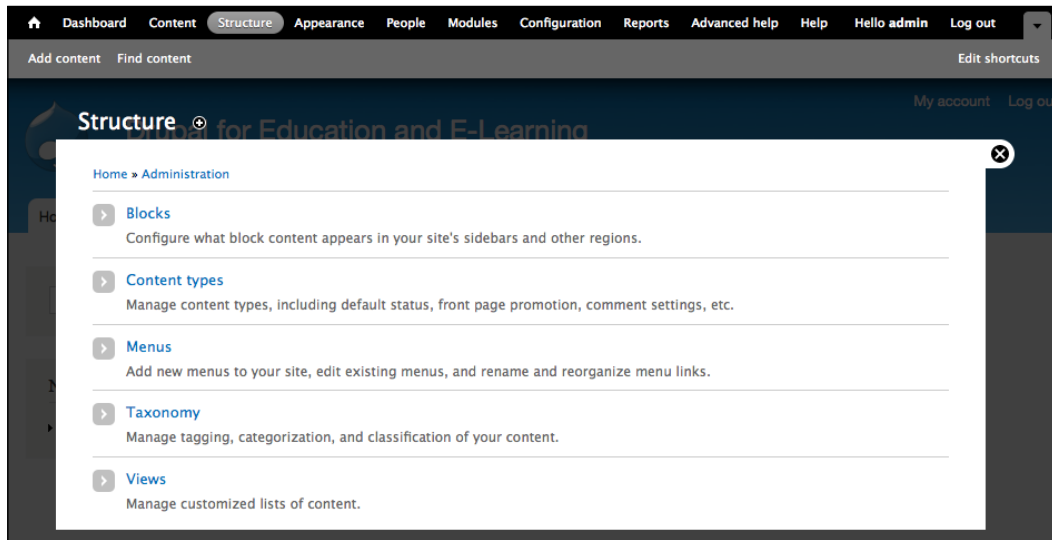 Dashboard Content Structure Appearance People Modules Configuration Reports Advanced help Help Hello admin Log out
Add content Find content Edit shortcuts
My account Log ou
Structure
Drupal for Education and E-Learning
Home » Administration
Ho
Blocks
Configure what block content appears in your site's sidebars and other regions.
Content types
Manage content types, including default status, front page promotion, comment settings, etc.
Menus
Add new menus to your site, edit existing menus, and rename and reorganize menu links.
N
Taxonomy
Manage tagging, categorization, and classification of your content.
Views
Manage customized lists of content.